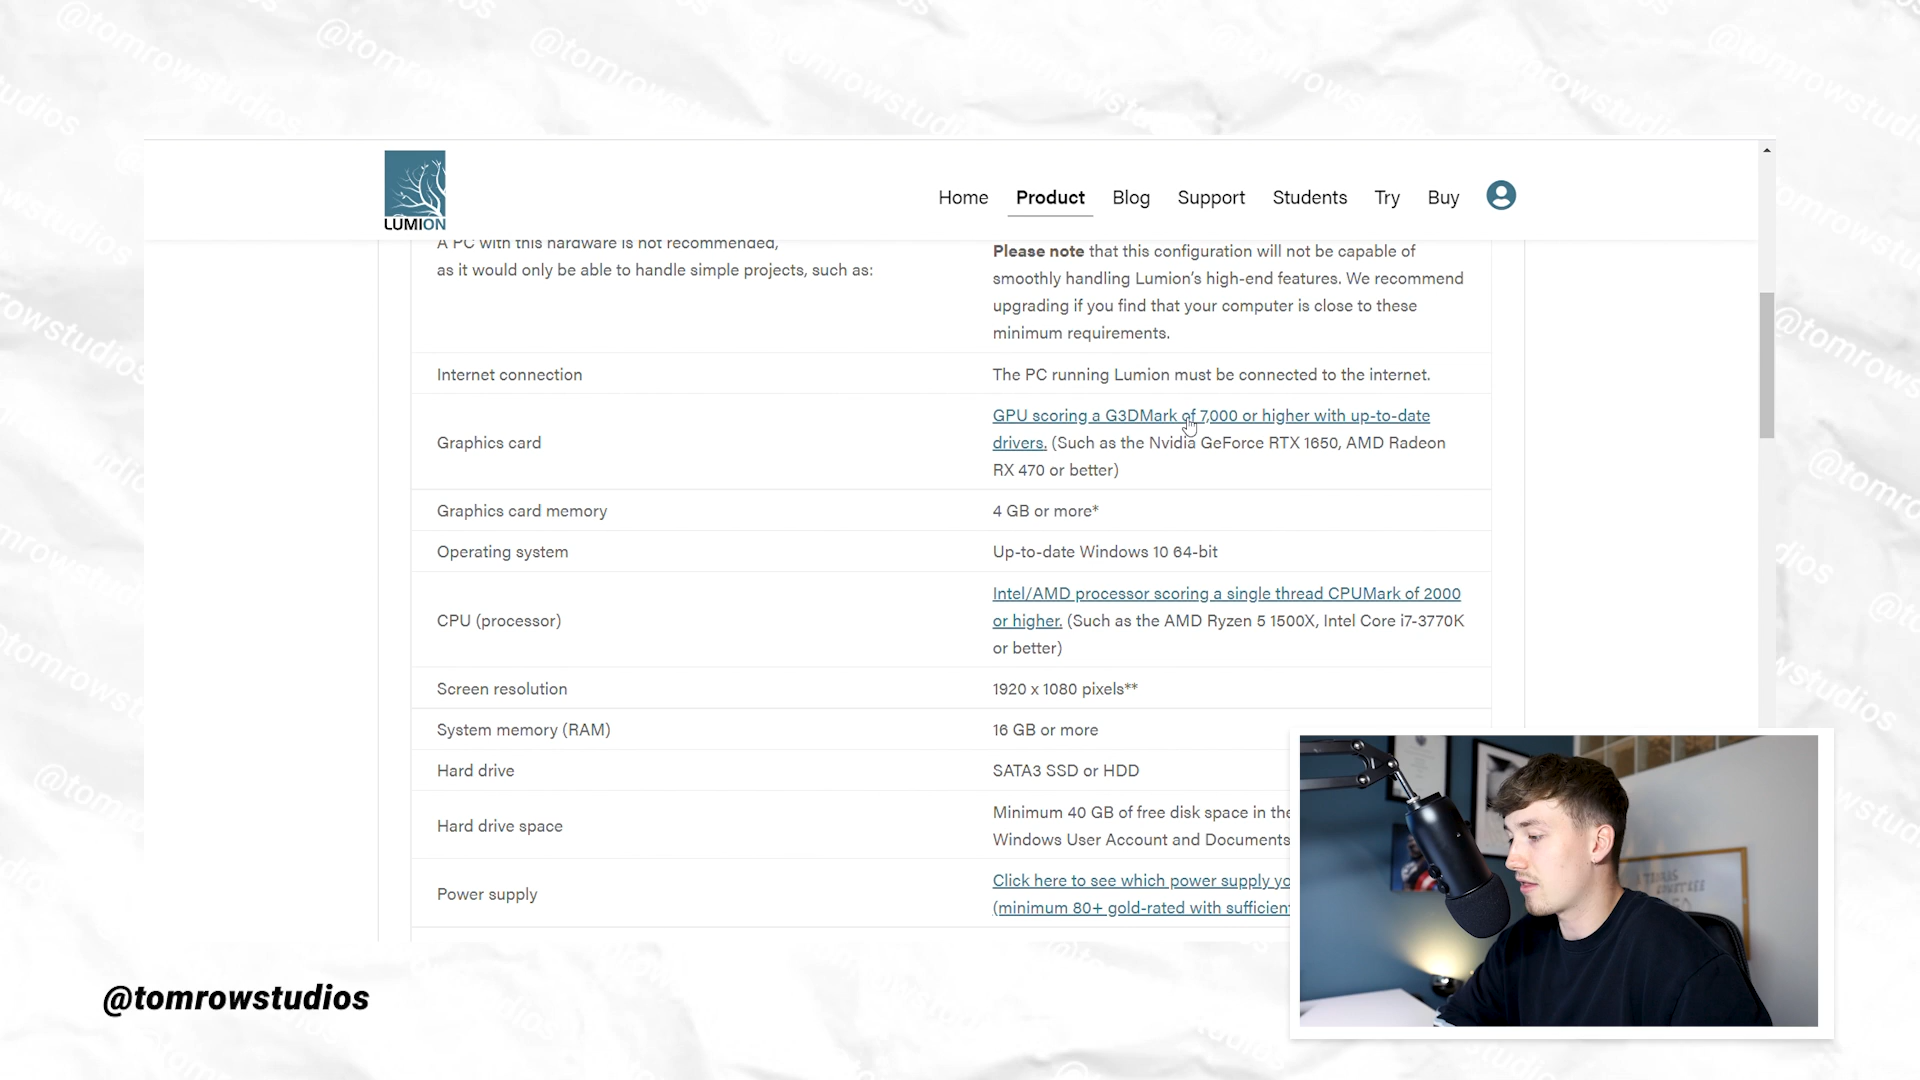 LUMION
Home Product Blog Support Students Try Buy
A PC with this hardware is not recommended,
as it would only be able to handle simple projects, such as:
Please note that this configuration will not be capable of
smoothly handling Lumion's high-end features. We recommend
upgrading if you find that your computer is close to these
minimum requirements.
Internet connection
The PC running Lumion must be connected to the internet.
Graphics card
GPU scoring a G3DMark of 7,000 or higher with up-to-date
drivers. (Such as the Nvidia GeForce RTX 1650, AMD Radeon
RX 470 or better)
Graphics card memory
4 GB or more*
Operating system
Up-to-date Windows 10 64-bit
CPU (processor)
Intel/AMD processor scoring a single thread CPUMark of 2000
or higher. (Such as the AMD Ryzen 5 1500X, Intel Core i7-3770K
or better)
Screen resolution
1920 x 1080 pixels**
System memory (RAM)
16 GB or more
Hard drive
SATA3 SSD or HDD
Hard drive space
Minimum 40 GB of free disk space in the
Windows User Account and Documents
Power supply
Click here to see which power supply yo
(minimum 80+ gold-rated with sufficient
@tomrowstudios